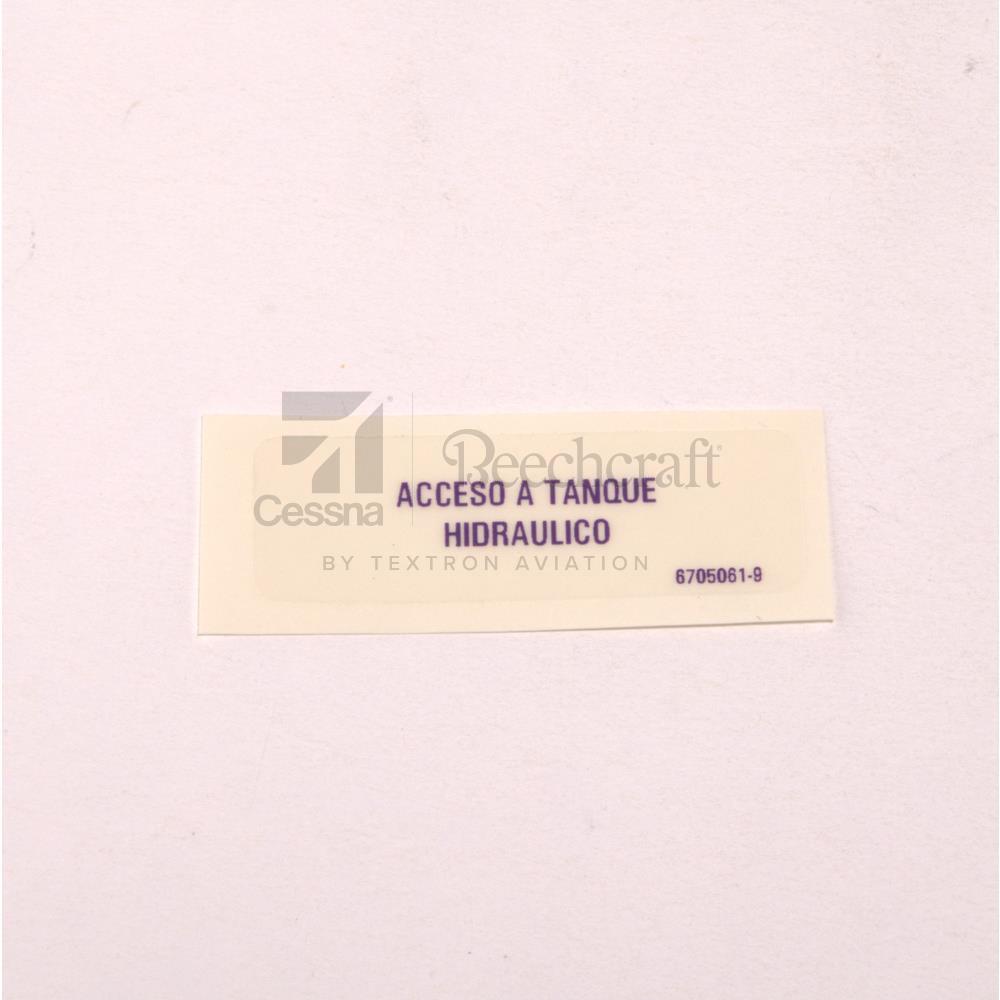 Cessna
Beechcraft®
ACCESO A TANQUE
HIDRAULICO
BY TEXTRON AVIATION
6705061-9